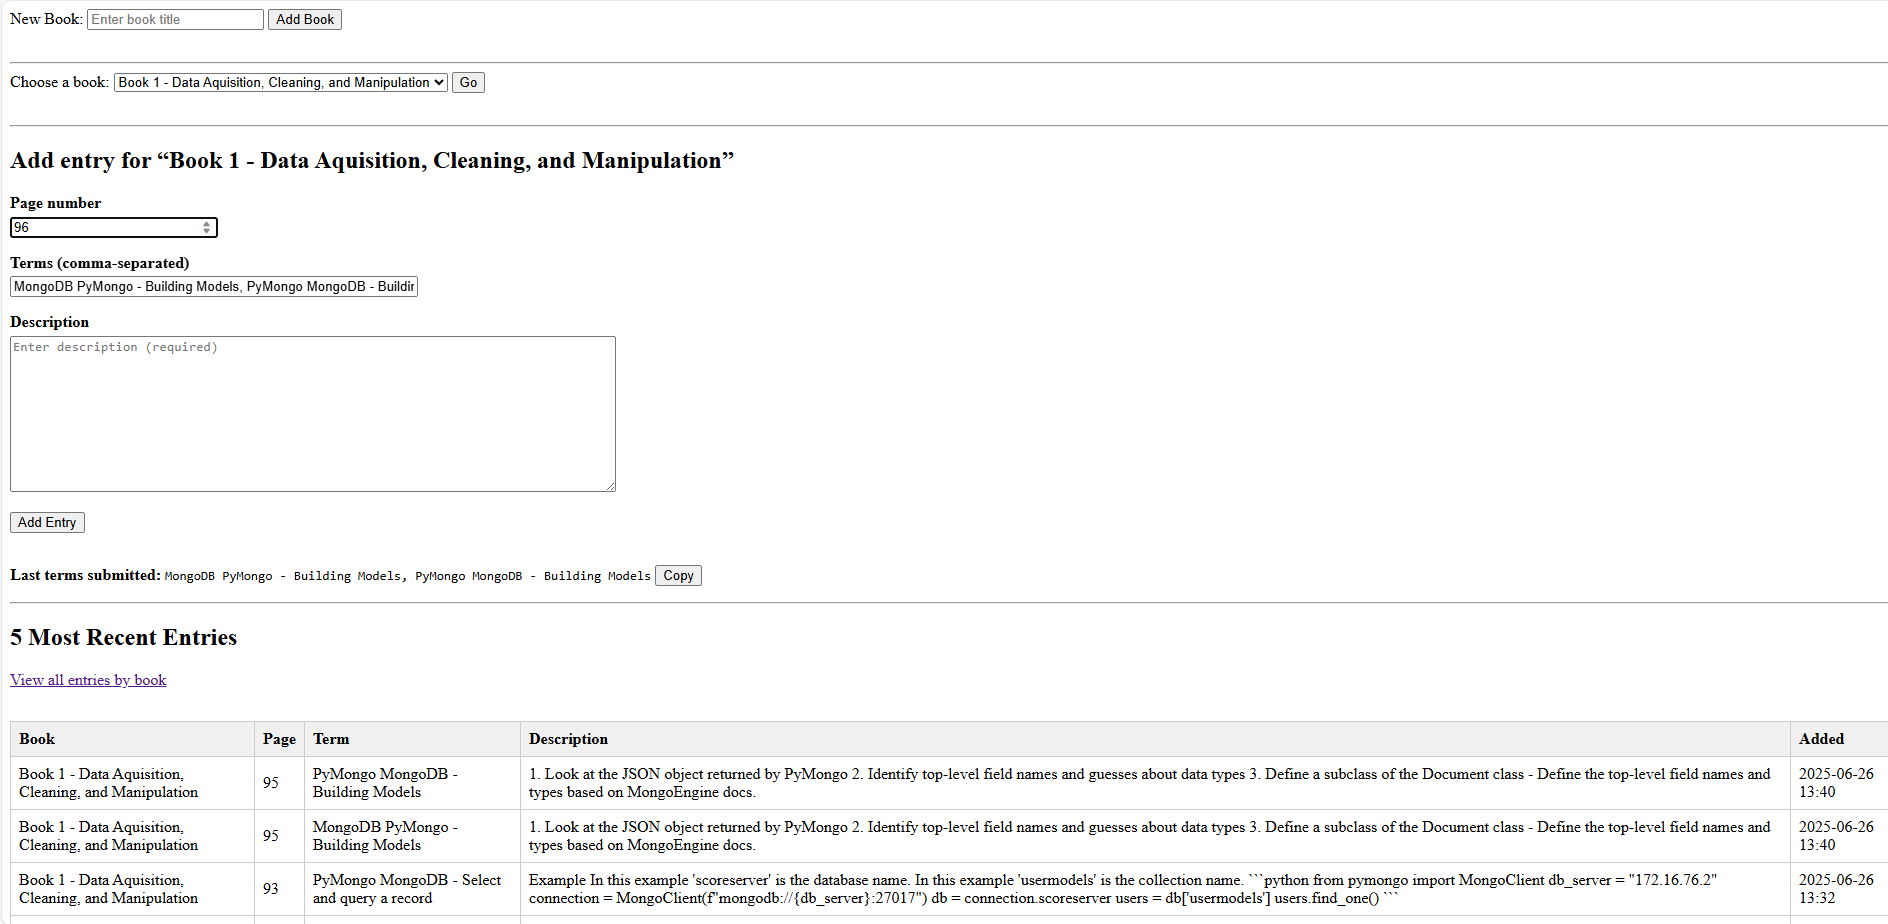 New Book: Enter book title Add Book
Choose a book: Book 1 - Data Aquisition, Cleaning, and Manipulation Go
Add entry for “Book 1 - Data Aquisition, Cleaning, and Manipulation”
Page number
96
Terms (comma-separated)
MongoDB PyMongo - Building Models, PyMongo MongoDB - Buildin
Description
Enter description (required)
Add Entry
Last terms submitted: MongoDB PyMongo - Building Models, PyMongo MongoDB - Building Models Copy
5 Most Recent Entries
View all entries by book
Book Page Term Description Added
Book 1 - Data Aquisition,
Cleaning, and Manipulation
95
PyMongo MongoDB -
Building Models
1. Look at the JSON object returned by PyMongo 2. Identify top-level field names and guesses about data types 3. Define a subclass of the Document class - Define the top-level field names and
types based on MongoEngine docs.
2025-06-26
13:40
Book 1 - Data Aquisition,
Cleaning, and Manipulation
95
MongoDB PyMongo -
Building Models
1. Look at the JSON object returned by PyMongo 2. Identify top-level field names and guesses about data types 3. Define a subclass of the Document class - Define the top-level field names and
types based on MongoEngine docs.
2025-06-26
13:40
Book 1 - Data Aquisition,
Cleaning, and Manipulation
93
PyMongo MongoDB - Select
and query a record
Example In this example 'scoreserver' is the database name. In this example 'usermodels' is the collection name. ```python from pymongo import MongoClient db_server = "172.16.76.2"
connection = MongoClient(f"mongodb://{db_server}:27017") db = connection.scoreserver users = db['usermodels'] users.find_one() ```
2025-06-26
13:32